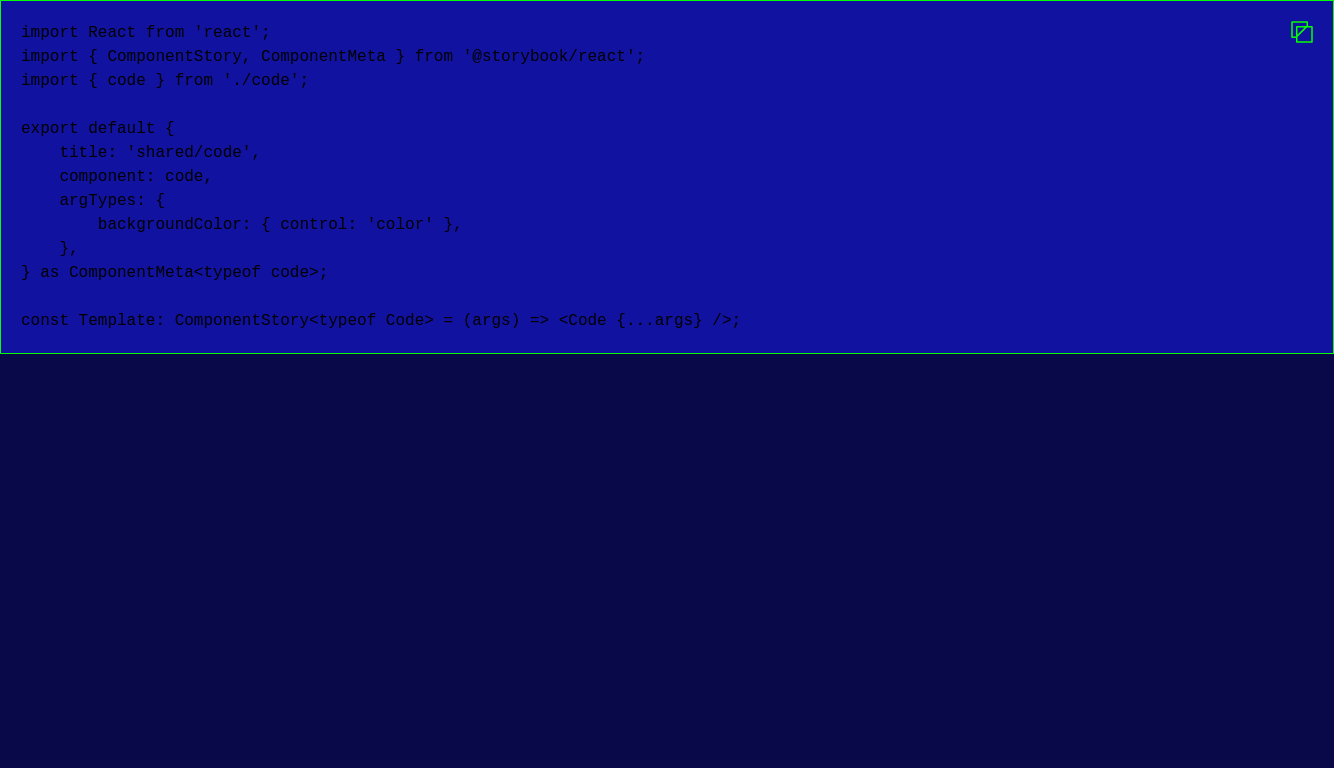 import React from 'react';
import { ComponentStory, ComponentMeta } from '@storybook/react';
import { code } from './code';

export default {
    title: 'shared/code',
    component: code,
    argTypes: {
        backgroundColor: { control: 'color' },
    },
} as ComponentMeta<typeof code>;

const Template: ComponentStory<typeof Code> = (args) => <Code {...args} />;